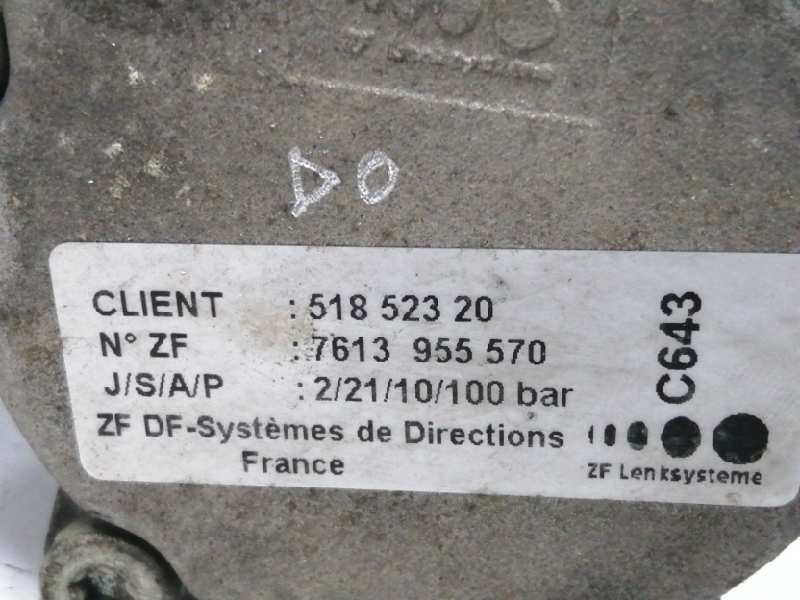 DO
CLIENT : 518 523 20
N° ZF : 7613 955 570
J/S/A/P : 2/21/10/100 bar
ZF DF-Systèmes de Directions
France
C643
ZF Lenksysteme